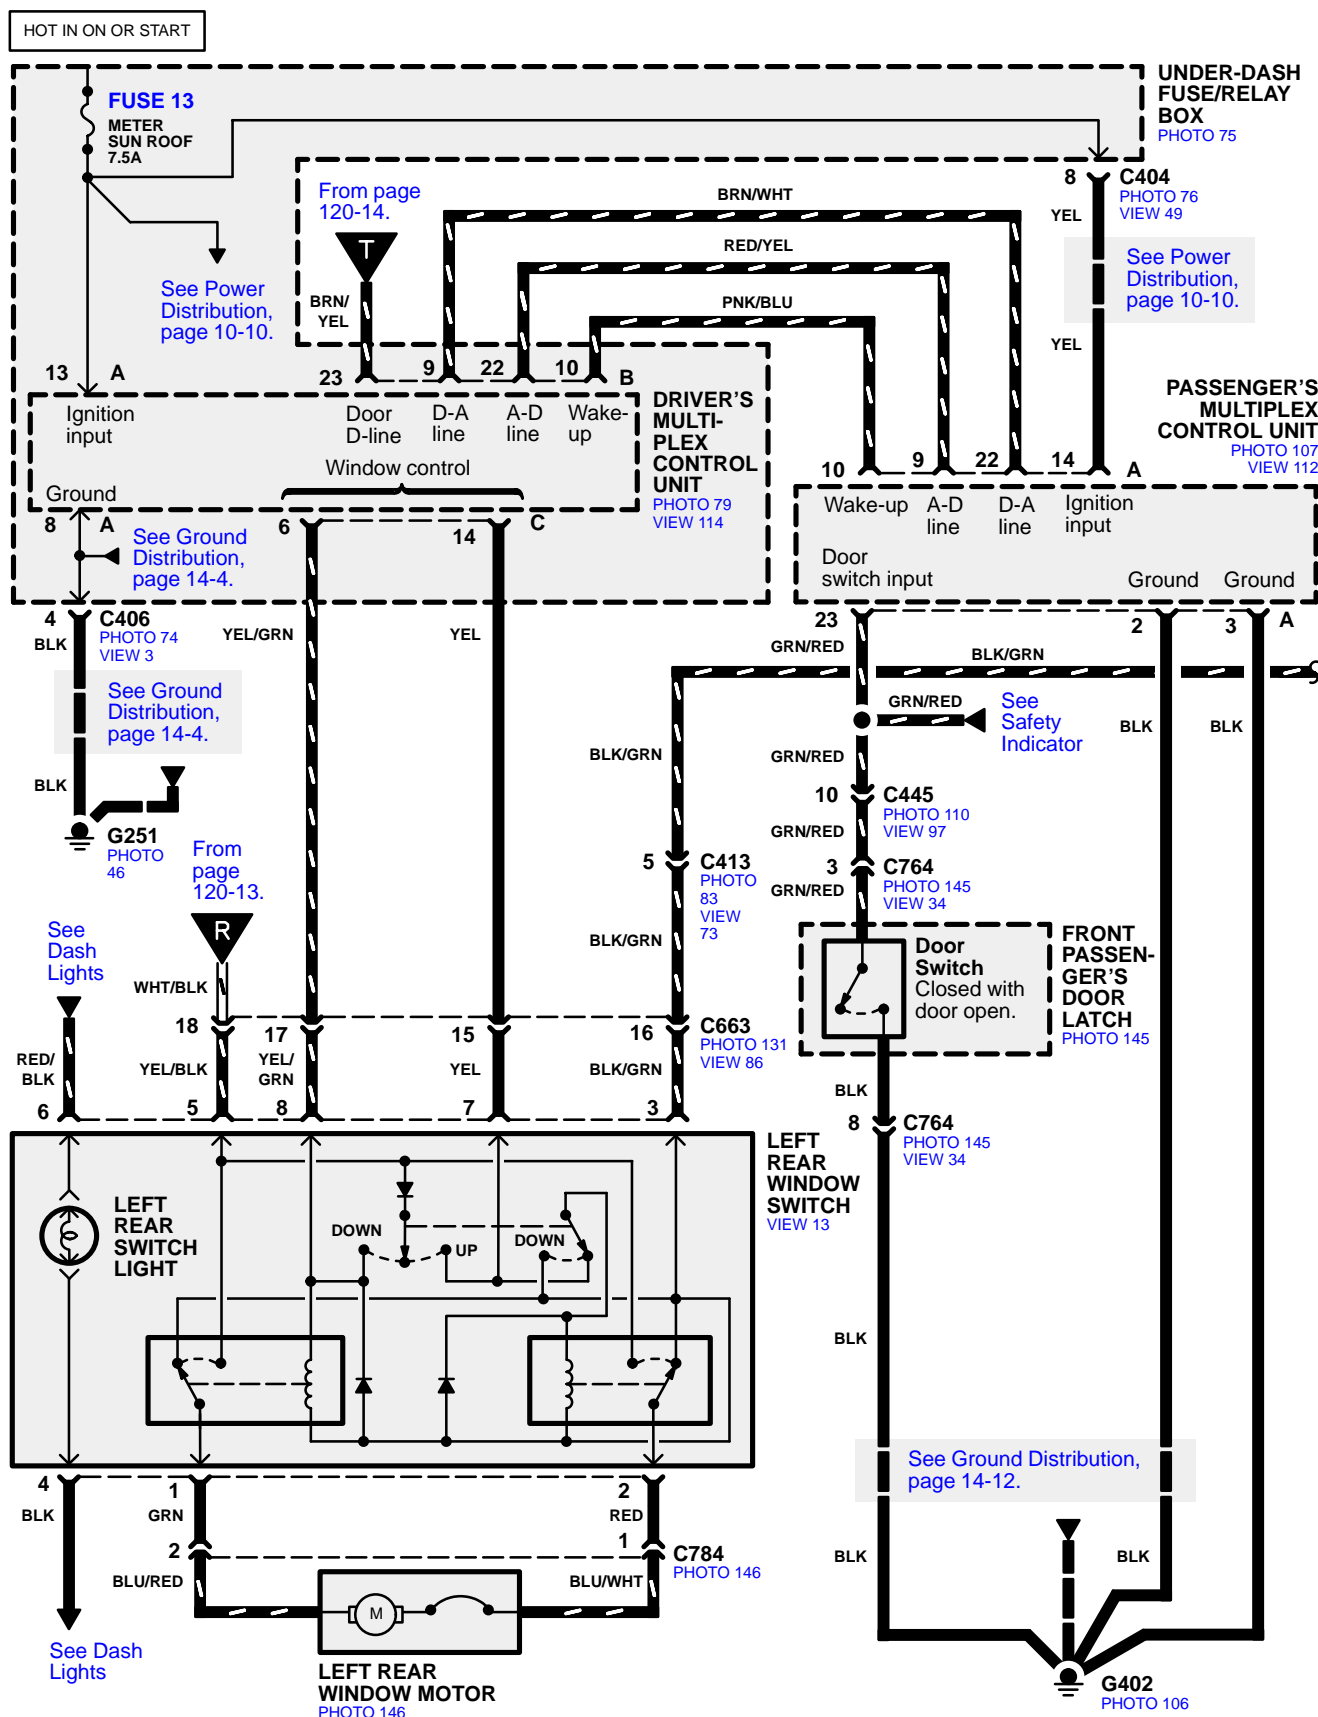 HOT IN ON OR START
UNDER-DASH
FUSE/RELAY
BOX
PHOTO 75
FUSE 13
METER
SUN ROOF
7.5A
From page
120-14.
T
BRN/
YEL
BRN/WHT
RED/YEL
PNK/BLU
8
C404
PHOTO 76
VIEW 49
YEL
See Power
Distribution,
page 10-10.
YEL
See Power
Distribution,
page 10-10.
13
A
23
9
22
10
B
Ignition
input
Door
D-line
D-A
line
A-D
line
Wake-
up
Window control
Ground
DRIVER'S
MULTI-
PLEX
CONTROL
UNIT
PHOTO 79
VIEW 114
PASSENGER'S
MULTIPLEX
CONTROL UNIT
PHOTO 107
VIEW 112
10
9
22
14
A
Wake-up
A-D
line
D-A
line
Ignition
input
Door
switch input
Ground
Ground
8
A
See Ground
Distribution,
page 14-4.
6
14
C
4
C406
PHOTO 74
VIEW 3
BLK
YEL/GRN
YEL
23
2
3
A
GRN/RED
BLK/GRN
See Ground
Distribution,
page 14-4.
GRN/RED
See
Safety
Indicator
BLK
BLK
BLK/GRN
GRN/RED
BLK
10
C445
PHOTO 110
VIEW 97
GRN/RED
G251
PHOTO
46
From
page
120-13.
R
5
C413
PHOTO
83
VIEW
73
3
C764
PHOTO 145
VIEW 34
GRN/RED
See
Dash
Lights
BLK/GRN
Door
Switch
Closed with
door open.
FRONT
PASSEN-
GER'S
DOOR
LATCH
PHOTO 145
WHT/BLK
18
17
15
16
C663
PHOTO 131
VIEW 86
RED/
BLK
YEL/BLK
YEL/
GRN
YEL
BLK/GRN
BLK
6
5
8
7
3
8
C764
PHOTO 145
VIEW 34
LEFT
REAR
WINDOW
SWITCH
VIEW 13
LEFT
REAR
SWITCH
LIGHT
DOWN
UP
DOWN
BLK
4
1
2
BLK
GRN
RED
See Ground Distribution,
page 14-12.
2
1
C784
PHOTO 146
BLU/RED
BLU/WHT
BLK
BLK
M
See Dash
Lights
LEFT REAR
WINDOW MOTOR
PHOTO 146
G402
PHOTO 106